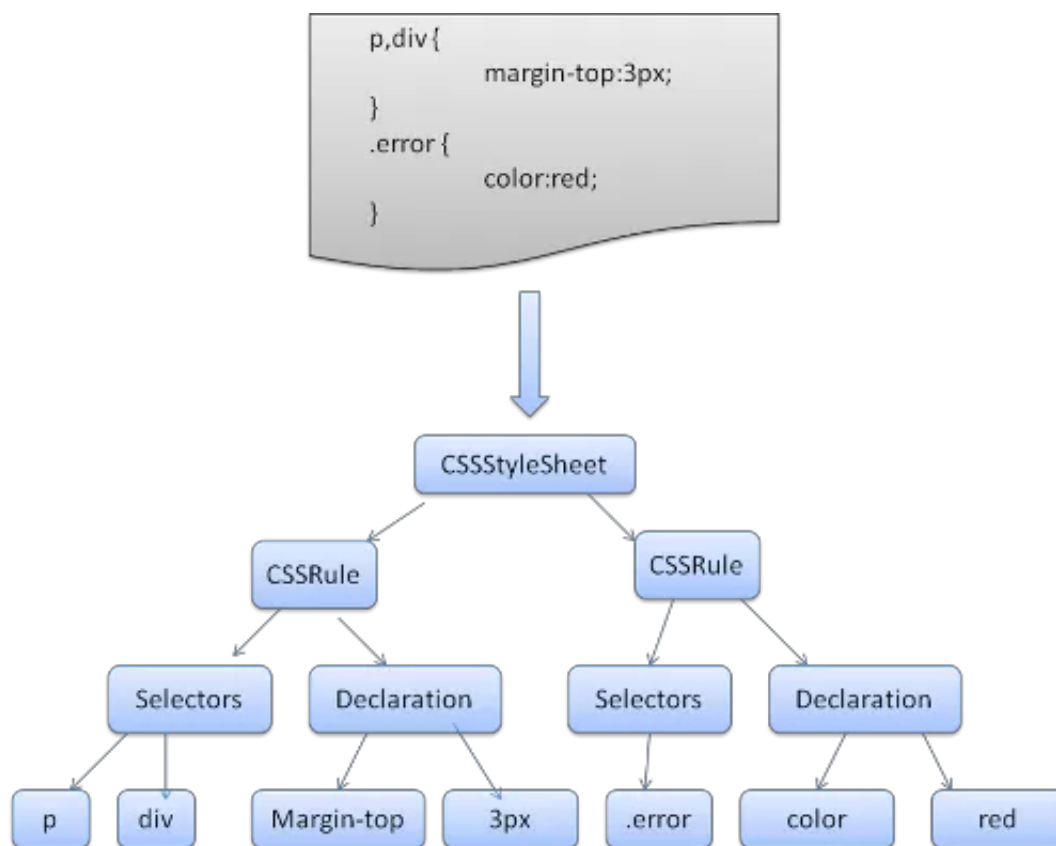 p,div {
margin-top:3px;
}
.error {
color:red;
}
CSSStyleSheet
CSSRule
CSSRule
Selectors
Declaration
Selectors
Declaration
p
div
Margin-top
3px
.error
color
red